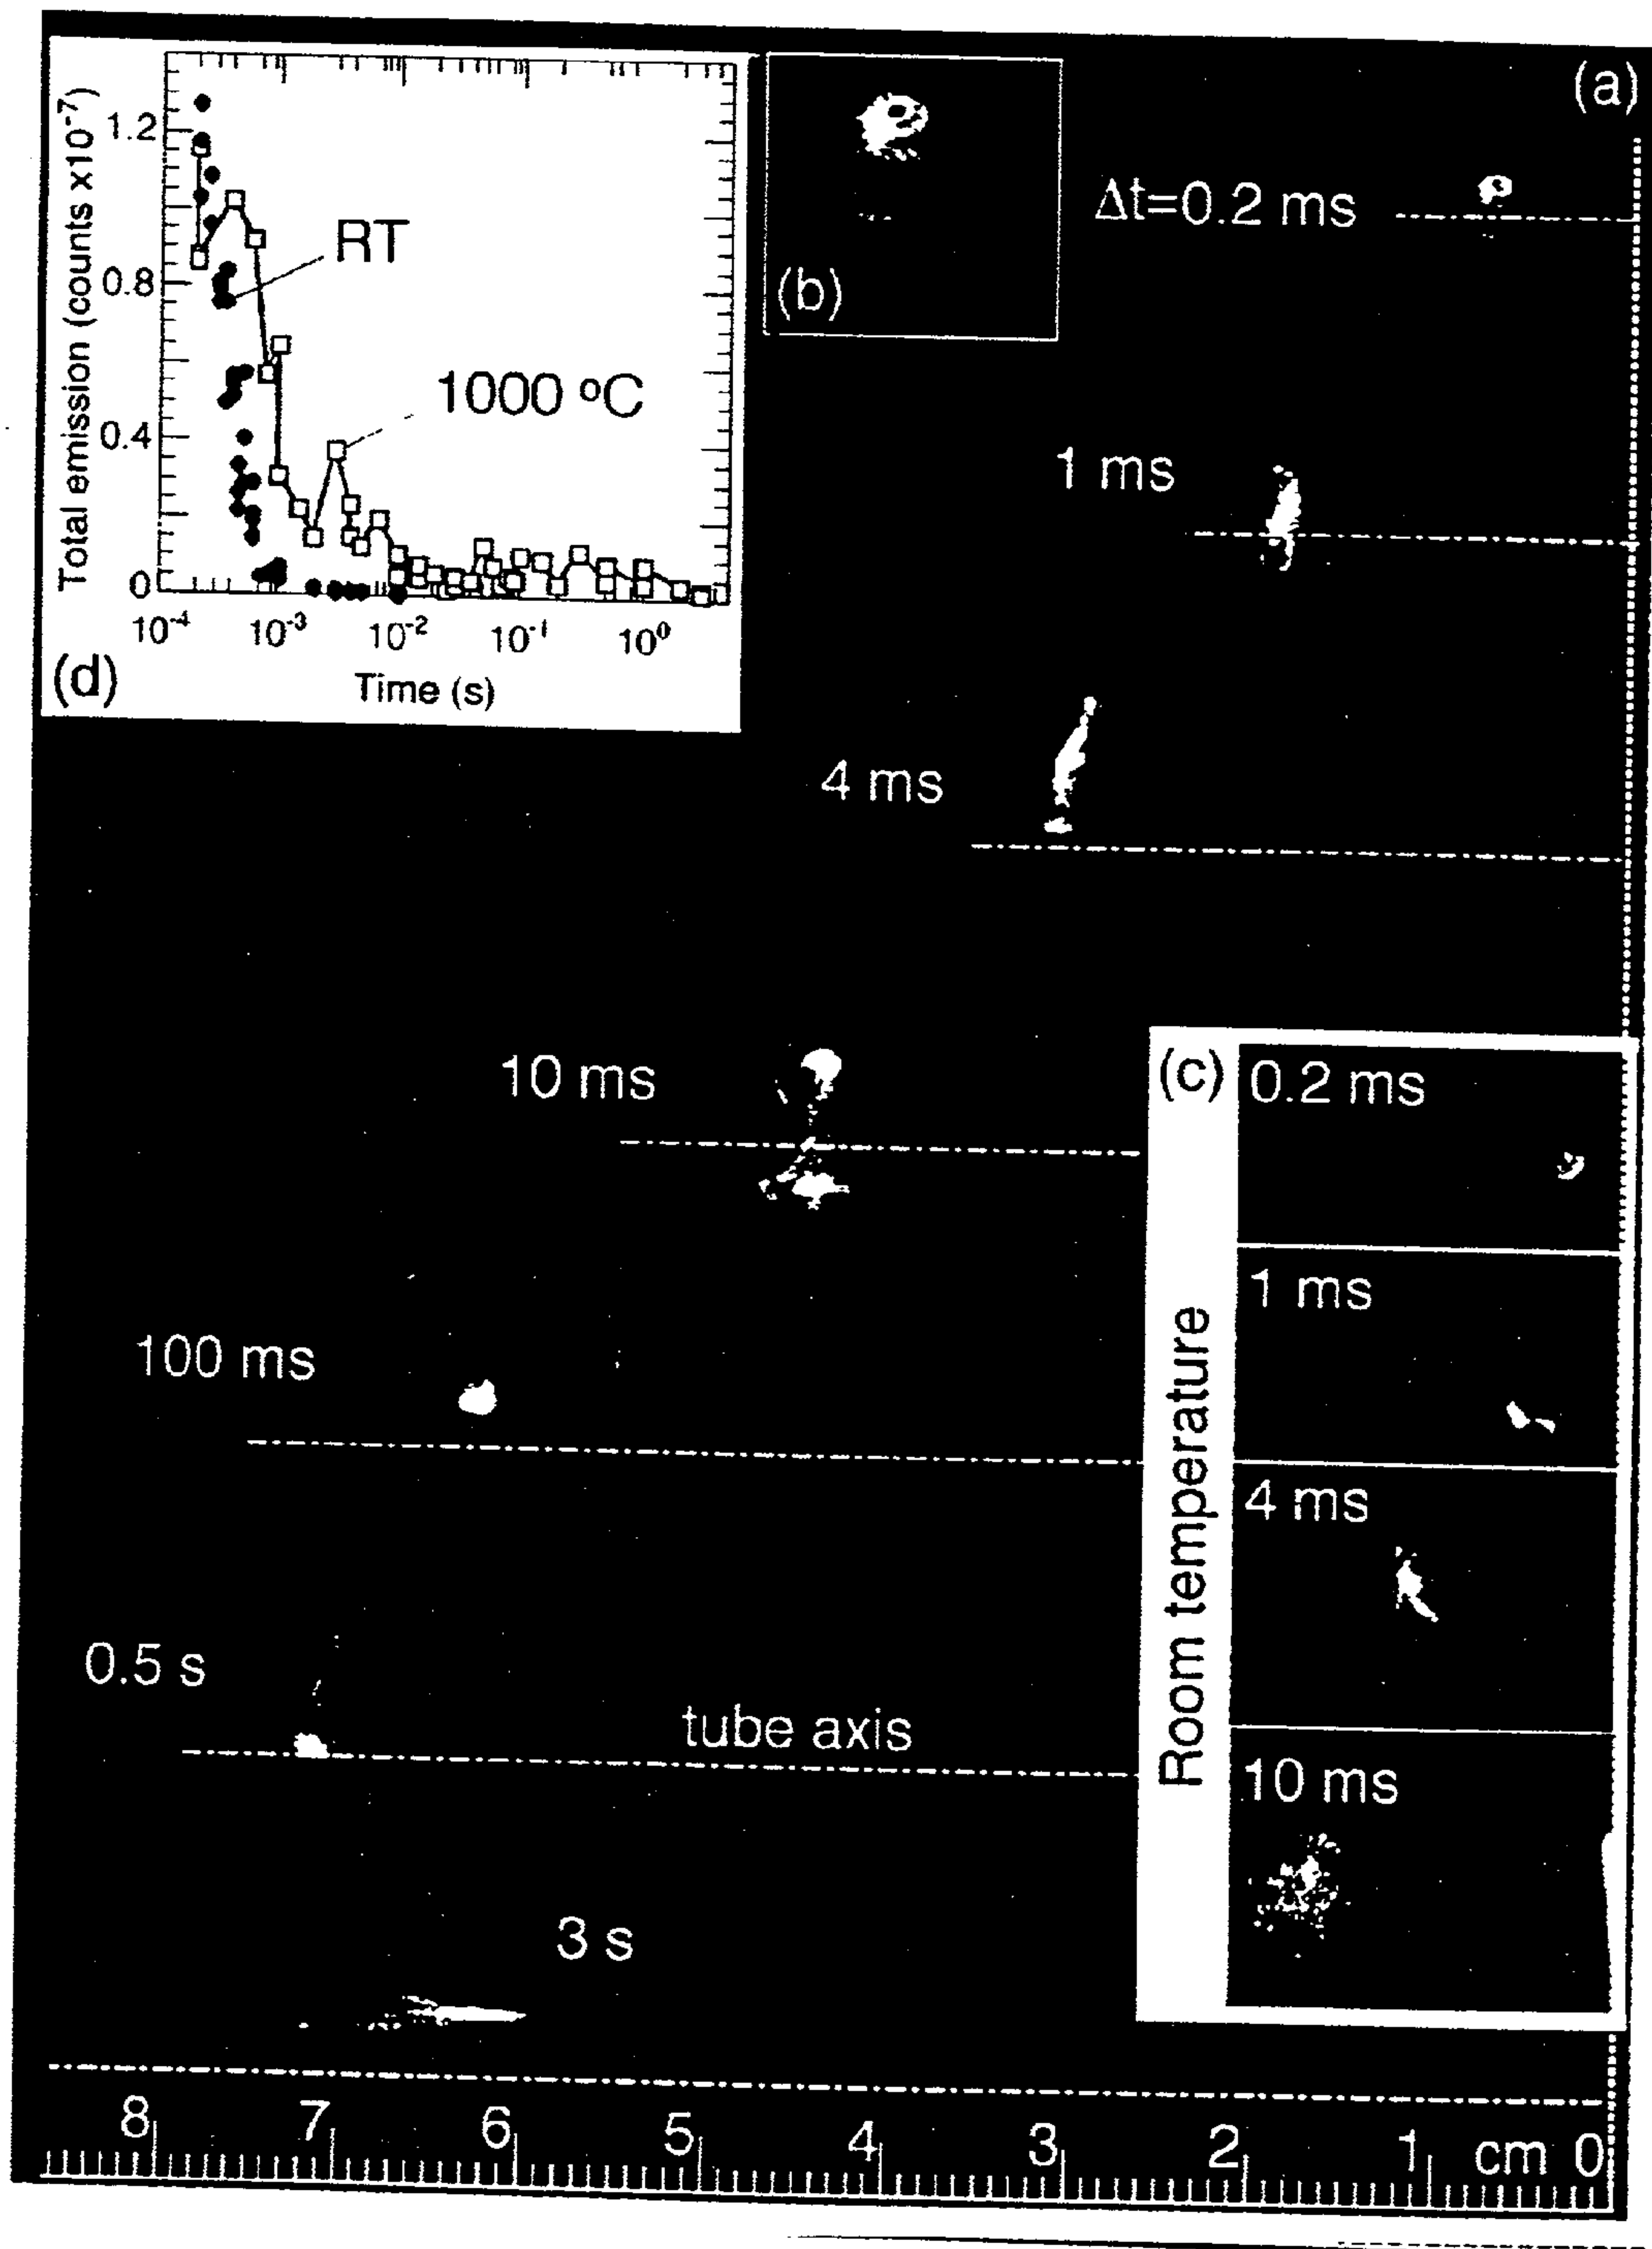 (a)
(b)
Δt=0.2 ms
1 ms
4 ms
10 ms
100 ms
0.5 s
tube axis
3 s
8 7 6 5 4 3 2 1 cm 0
(c)
Room temperature
0.2 ms
1 ms
4 ms
10 ms
(d)
Total emission (counts x10⁻⁷)
1.2
0.8
0.4
0
RT
1000 ºC
10⁻⁴ 10⁻³ 10⁻² 10⁻¹ 10⁰
Time (s)